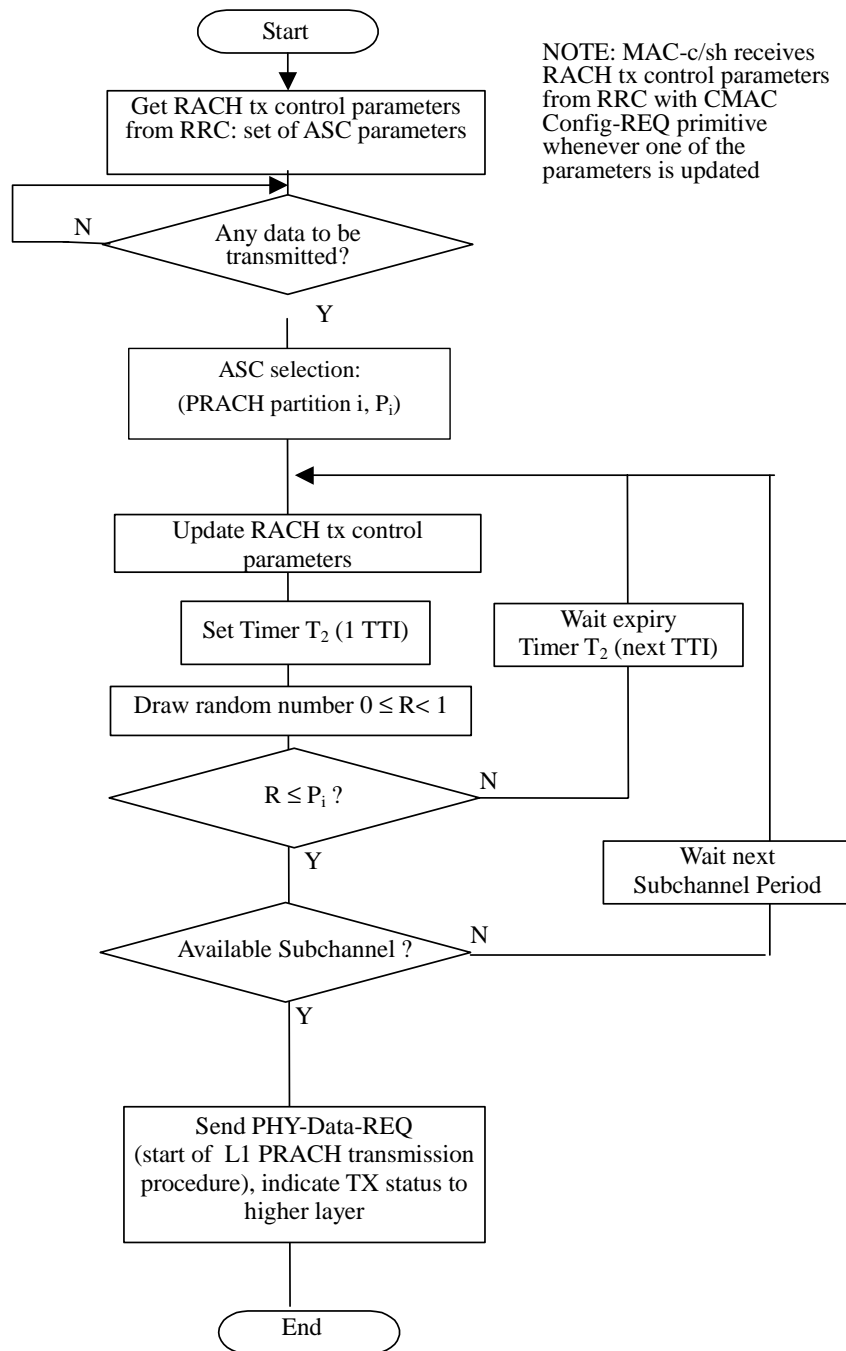 Start
NOTE: MAC-c/sh receives
RACH tx control parameters
from RRC with CMAC
Config-REQ primitive
whenever one of the
parameters is updated
Get RACH tx control parameters
from RRC: set of ASC parameters
N
Any data to be
transmitted?
Y
ASC selection:
(PRACH partition i, Pᵢ)
Update RACH tx control
parameters
Set Timer T₂ (1 TTI)
Wait expiry
Timer T₂ (next TTI)
Draw random number 0 ≤ R< 1
R ≤ Pᵢ ?
N
Y
Wait next
Subchannel Period
Available Subchannel ?
N
Y
Send PHY-Data-REQ
(start of L1 PRACH transmission
procedure), indicate TX status to
higher layer
End